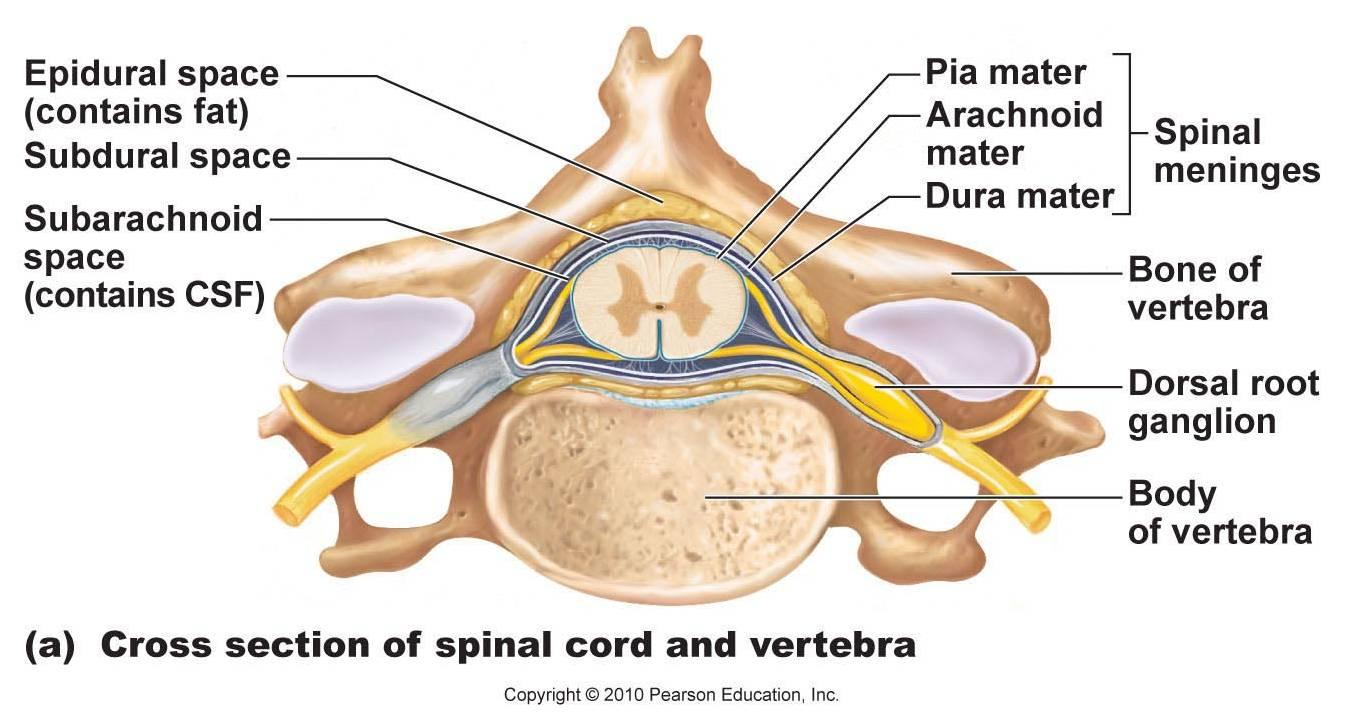 Epidural space
(contains fat)
Subdural space
Subarachnoid
space
(contains CSF)
Pia mater
Arachnoid
mater
Dura mater
Spinal
meninges
Bone of
vertebra
Dorsal root
ganglion
Body
of vertebra
(a) Cross section of spinal cord and vertebra
Copyright © 2010 Pearson Education, Inc.